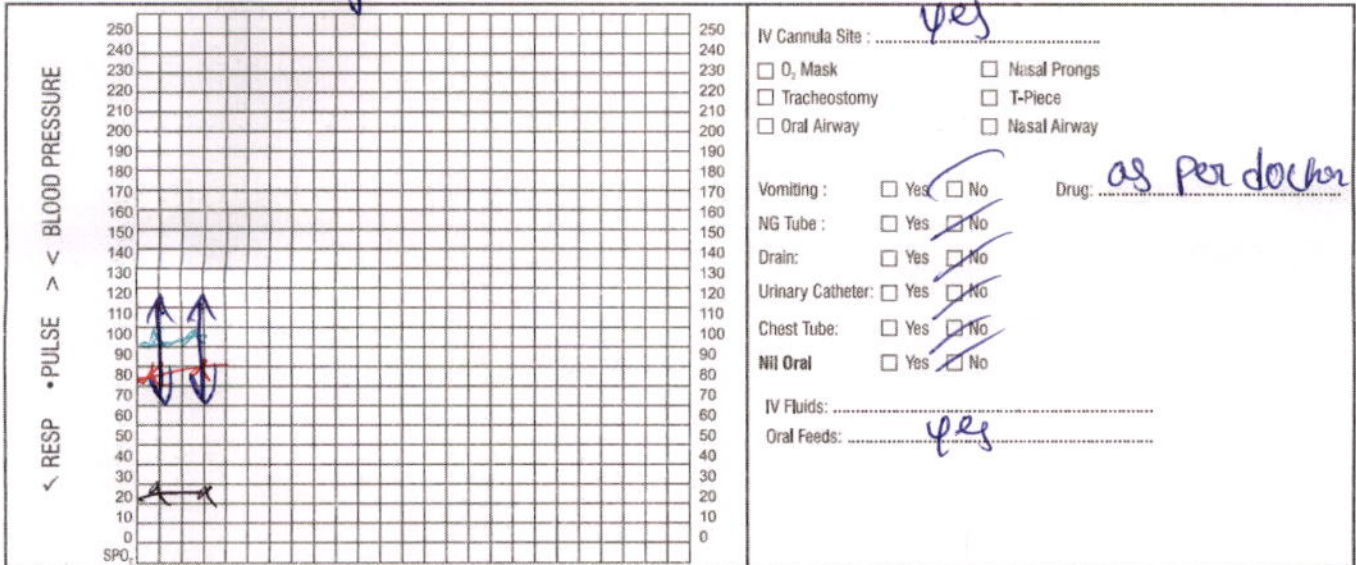 < RESP • PULSE > < BLOOD PRESSURE
250 250
240 240
230 230
220 220
210 210
200 200
190 190
180 180
170 170
160 160
150 150
140 140
130 130
120 120
110 110
100 100
90 90
80 80
70 70
60 60
50 50
40 40
30 30
20 20
10 10
0 0
SPO₂
IV Cannula Site : yes
O₂ Mask Nasal Prongs
Tracheostomy T-Piece
Oral Airway Nasal Airway
Vomiting : Yes No Drug: as per doctor
NG Tube : Yes No
Drain: Yes No
Urinary Catheter: Yes No
Chest Tube: Yes No
Nil Oral Yes No
IV Fluids:
Oral Feeds: yes